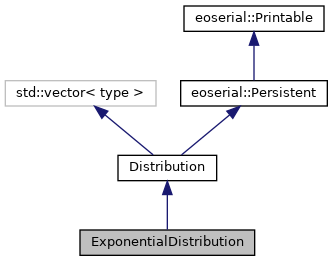 eoserial::Printable
std::vector< type >
eoserial::Persistent
Distribution
ExponentialDistribution